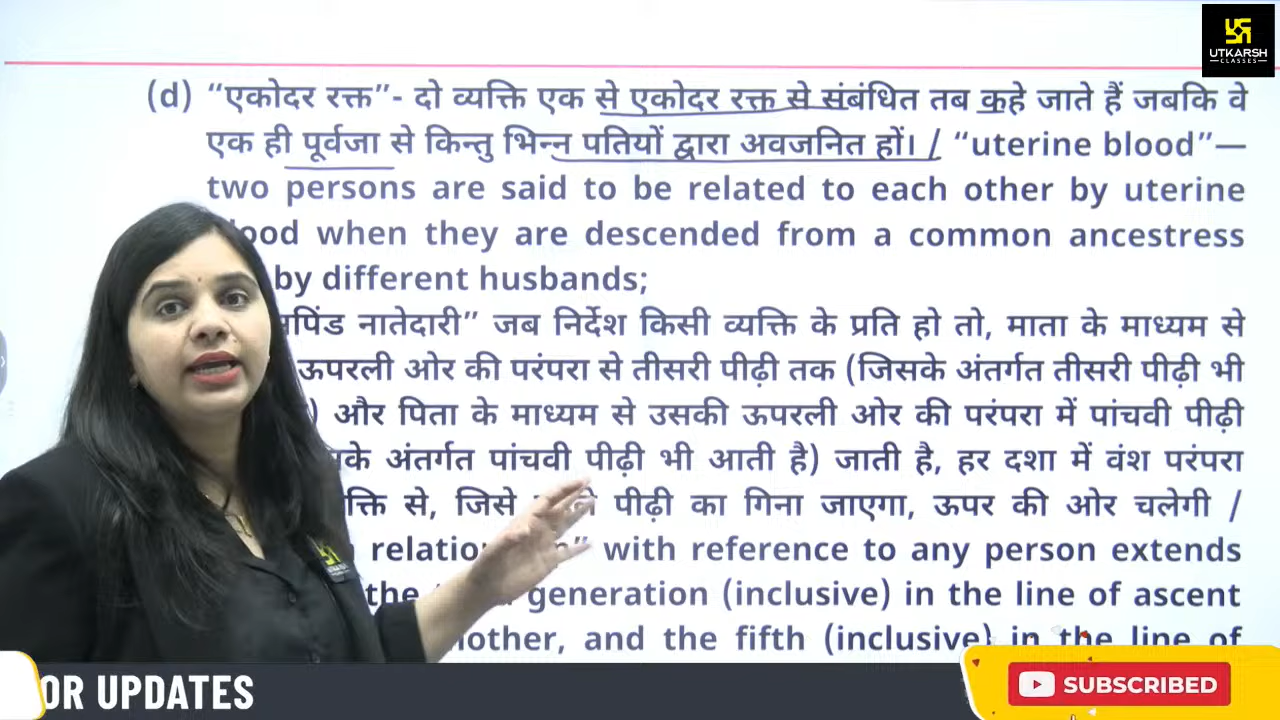 UTKARSH
CLASSES
(d) “एकोदर रक्त”- दो व्यक्ति एक से एकोदर रक्त से संबंधित तब कहे जाते हैं जबकि वे
एक ही पूर्वजा से किन्तु भिन्न पतियों द्वारा अवजनित हों। / “uterine blood”—
two persons are said to be related to each other by uterine
when they are descended from a common ancestress
by different husbands;
नातेदारी” जब निर्देश किसी व्यक्ति के प्रति हो तो, माता के माध्यम से
ऊपरली ओर की परंपरा से तीसरी पीढ़ी तक (जिसके अंतर्गत तीसरी पीढ़ी भी
और पिता के माध्यम से उसकी ऊपरली ओर की परंपरा में पांचवी पीढ़ी
अंतर्गत पांचवी पीढ़ी भी आती है) जाती है, हर दशा में वंश परंपरा
से, जिसे पीढ़ी का गिना जाएगा, ऊपर की ओर चलेगी /
with reference to any person extends
the generation (inclusive) in the line of ascent
and the fifth (inclusive) in the line of
OR UPDATES
SUBSCRIBED